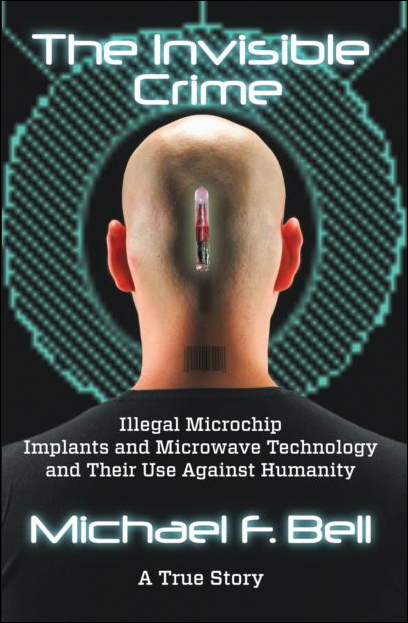 The Invisible
Crime
Illegal Microchip
Implants and Microwave Technology
and Their Use Against Humanity
Michael F. Bell
A True Story